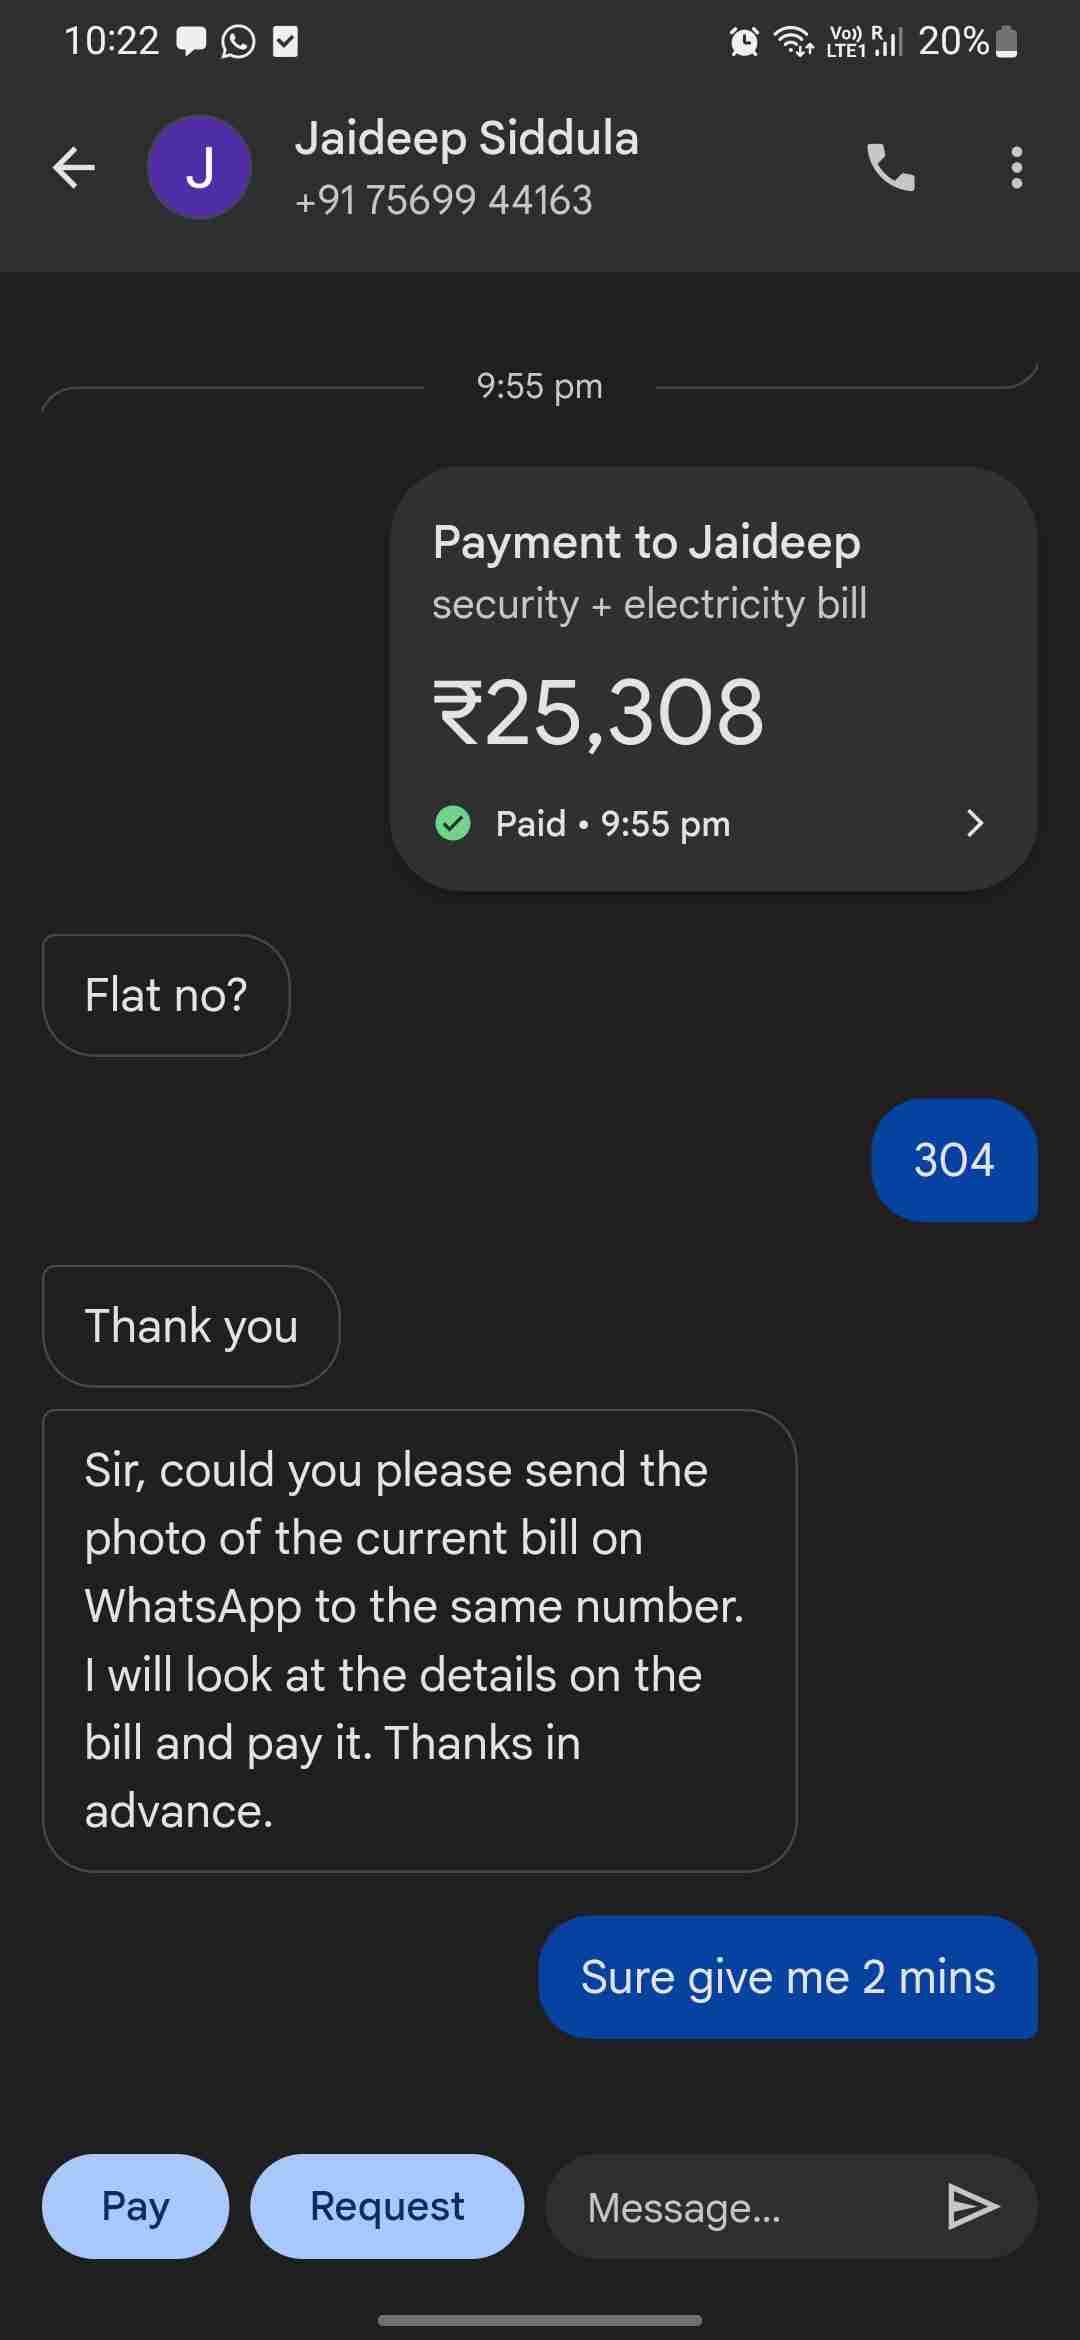 10:22
Vo)) R
LTE1
20%
J
Jaideep Siddula
+91 75699 44163
9:55 pm
Payment to Jaideep
security + electricity bill
₹25,308
Paid • 9:55 pm
Flat no?
304
Thank you
Sir, could you please send the
photo of the current bill on
WhatsApp to the same number.
I will look at the details on the
bill and pay it. Thanks in
advance.
Sure give me 2 mins
Pay
Request
Message...